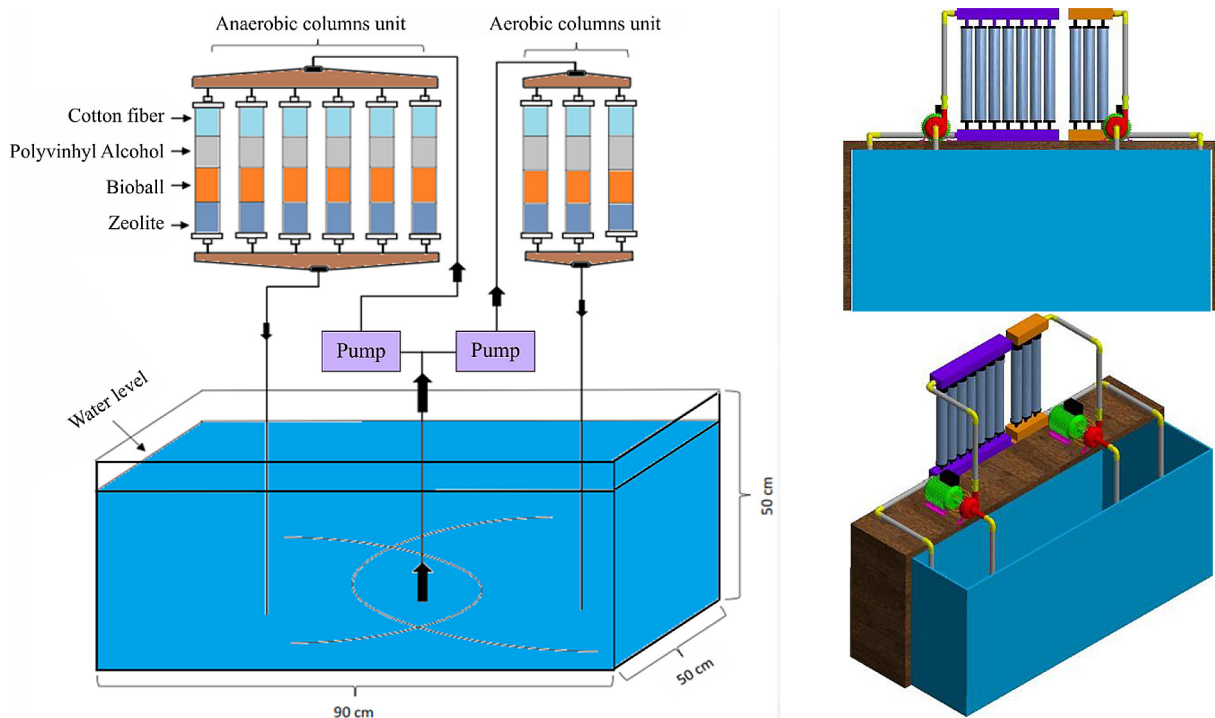 Anaerobic columns unit
Aerobic columns unit
Cotton fiber
Polyvinhyl Alcohol
Bioball
Zeolite
Pump
Pump
Water level
50 cm
50 cm
90 cm